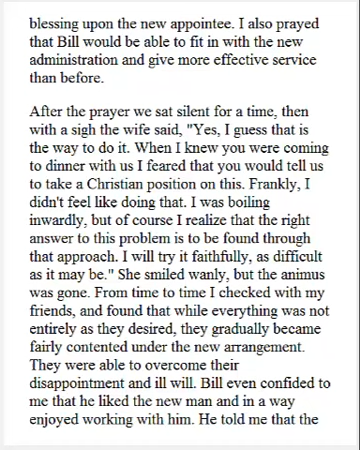 blessing upon the new appointee. I also prayed
that Bill would be able to fit in with the new
administration and give more effective service
than before.
After the prayer we sat silent for a time, then
with a sigh the wife said, "Yes, I guess that is
the way to do it. When I knew you were coming
to dinner with us I feared that you would tell us
to take a Christian position on this. Frankly, I
didn't feel like doing that. I was boiling
inwardly, but of course I realize that the right
answer to this problem is to be found through
that approach. I will try it faithfully, as difficult
as it may be." She smiled wanly, but the animus
was gone. From time to time I checked with my
friends, and found that while everything was not
entirely as they desired, they gradually became
fairly contented under the new arrangement.
They were able to overcome their
disappointment and ill will. Bill even confided to
me that he liked the new man and in a way
enjoyed working with him. He told me that the